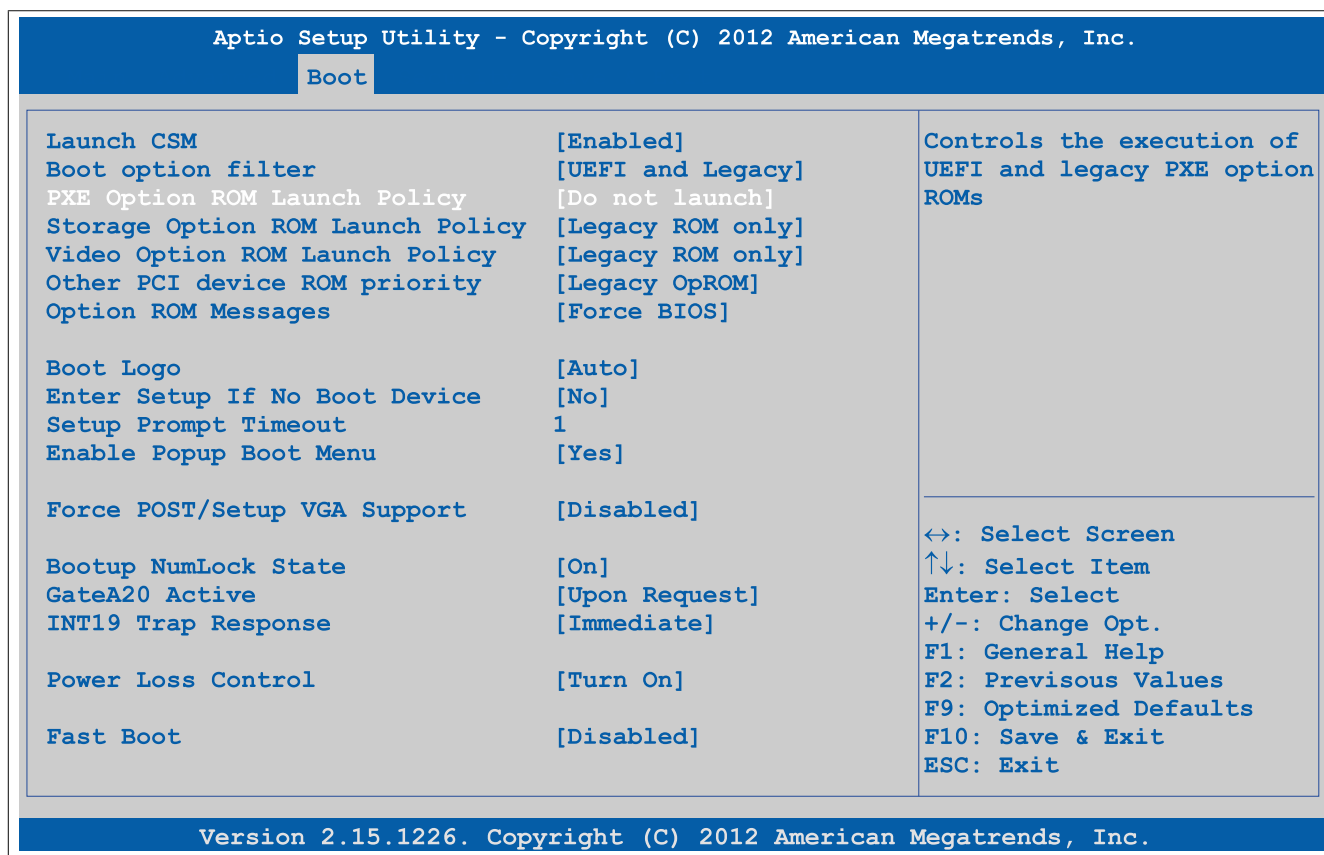 Aptio Setup Utility - Copyright (C) 2012 American Megatrends, Inc.
Boot
Launch CSM [Enabled]
Boot option filter [UEFI and Legacy]
PXE Option ROM Launch Policy [Do not launch]
Storage Option ROM Launch Policy [Legacy ROM only]
Video Option ROM Launch Policy [Legacy ROM only]
Other PCI device ROM priority [Legacy OpROM]
Option ROM Messages [Force BIOS]
Boot Logo [Auto]
Enter Setup If No Boot Device [No]
Setup Prompt Timeout 1
Enable Popup Boot Menu [Yes]
Force POST/Setup VGA Support [Disabled]
Bootup NumLock State [On]
GateA20 Active [Upon Request]
INT19 Trap Response [Immediate]
Power Loss Control [Turn On]
Fast Boot [Disabled]
Controls the execution of
UEFI and legacy PXE option
ROMs
↔: Select Screen
↑↓: Select Item
Enter: Select
+/-: Change Opt.
F1: General Help
F2: Previsous Values
F9: Optimized Defaults
F10: Save & Exit
ESC: Exit
Version 2.15.1226. Copyright (C) 2012 American Megatrends, Inc.